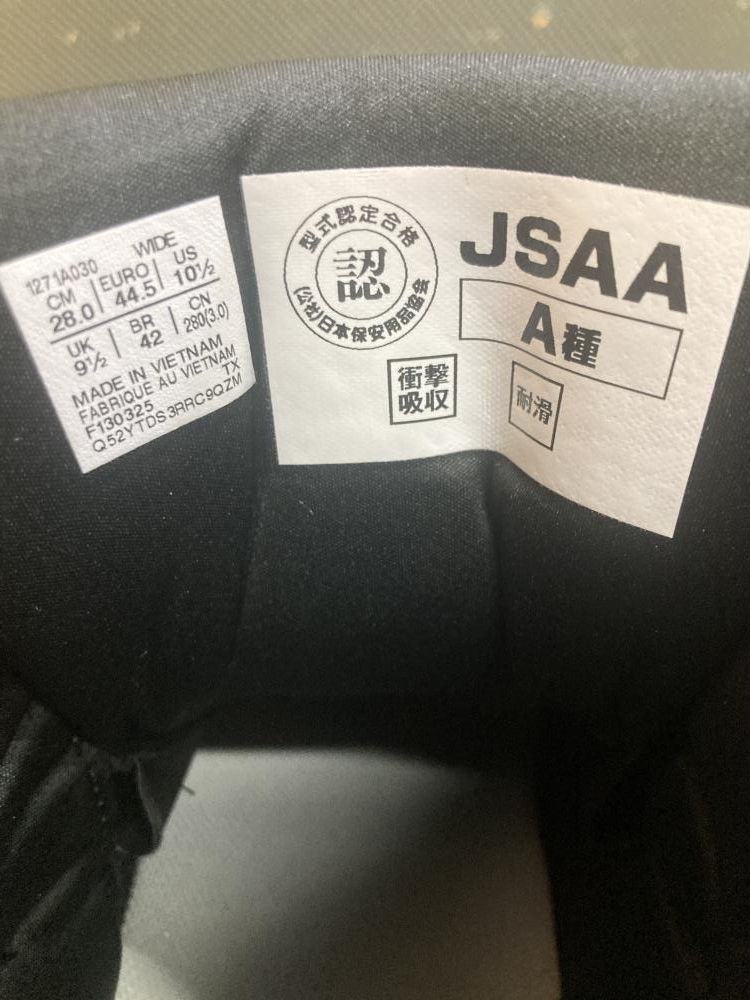 1271A030 WIDE
CM EURO US
28.0 44.5 10½
UK BR CN
9½ 42 280(3.0)
MADE IN VIETNAM
FABRIQUE AU VIETNAM
F130325 TX
Q52YTDS3RRC9QZM
型式認定合格
認
(公社)日本保安用品協会
JSAA
A種
衝撃
吸収
耐滑